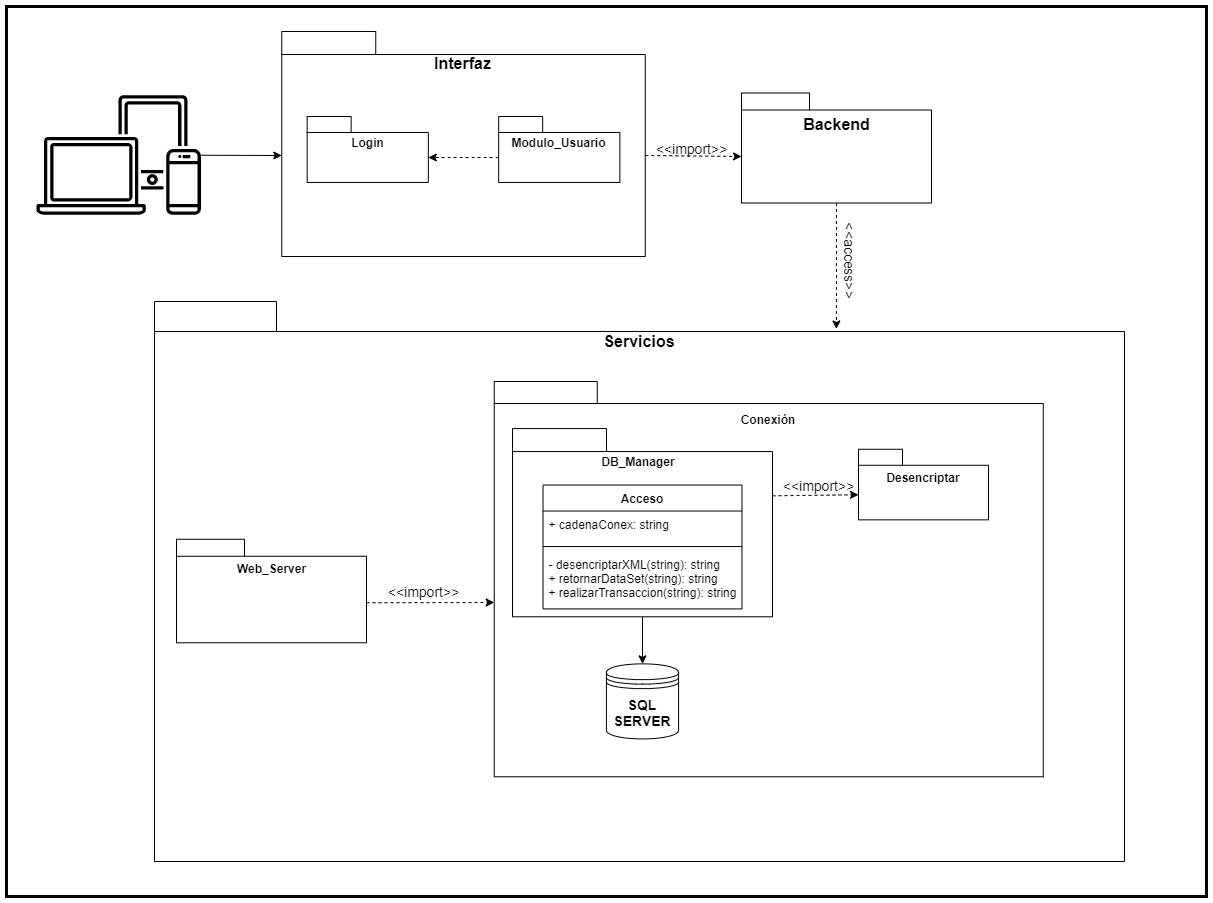 Interfaz
Login
Modulo_Usuario
<<import>>
Backend
<<access>>
Servicios
Conexión
DB_Manager
Acceso
+ cadenaConex: string
- desencriptarXML(string): string
+ retornarDataSet(string): string
+ realizarTransaccion(string): string
<<import>>
Desencriptar
Web_Server
<<import>>
SQL
SERVER